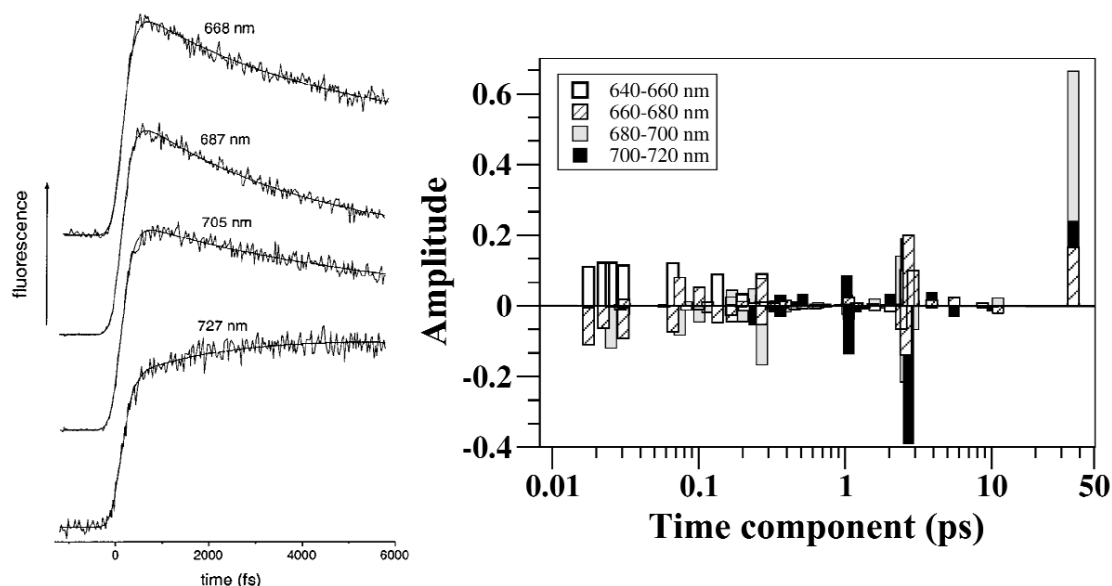 668 nm
687 nm
705 nm
727 nm
fluorescence
0 2000 4000 6000
time (fs)
640-660 nm
660-680 nm
680-700 nm
700-720 nm
0.6
0.4
0.2
0
-0.2
-0.4
Amplitude
0.01 0.1 1 10 50
Time component (ps)